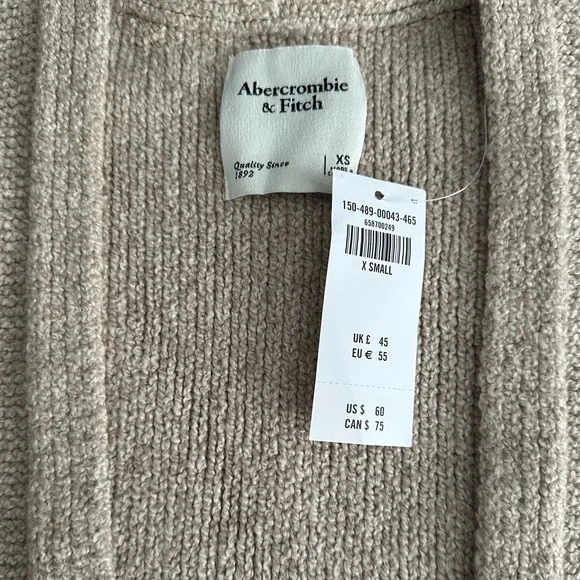 Abercrombie
& Fitch
Quality Since
1892
XS
150-489-00043-465
658700249
X SMALL
UK £ 45
EU € 55
US $ 60
CAN $ 75